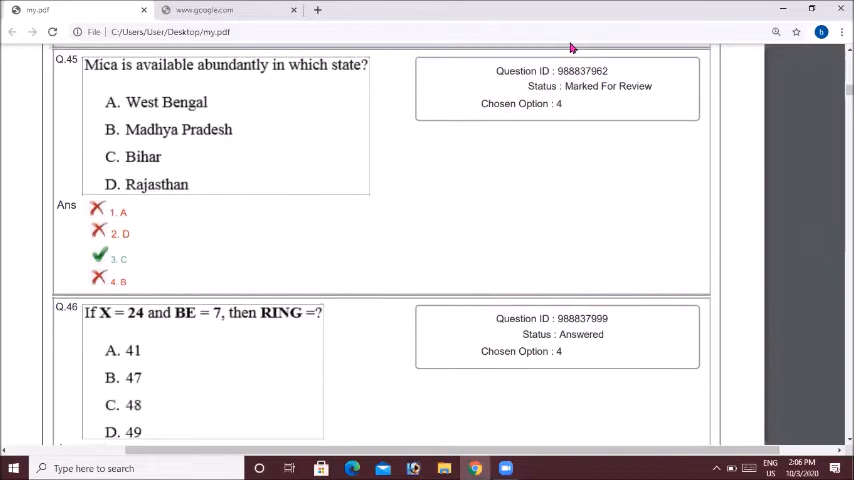 my.pdf
www.google.com
File | C:/Users/User/Desktop/my.pdf
b
Q.45 Mica is available abundantly in which state?
A. West Bengal
B. Madhya Pradesh
C. Bihar
D. Rajasthan
Question ID : 988837962
Status : Marked For Review
Chosen Option : 4
Ans
1. A
2. D
3. C
4. B
Q.46 If X = 24 and BE = 7, then RING =?
A. 41
B. 47
C. 48
D. 49
Question ID : 988837999
Status : Answered
Chosen Option : 4
Type here to search
ENG
US
2:06 PM
10/3/2020